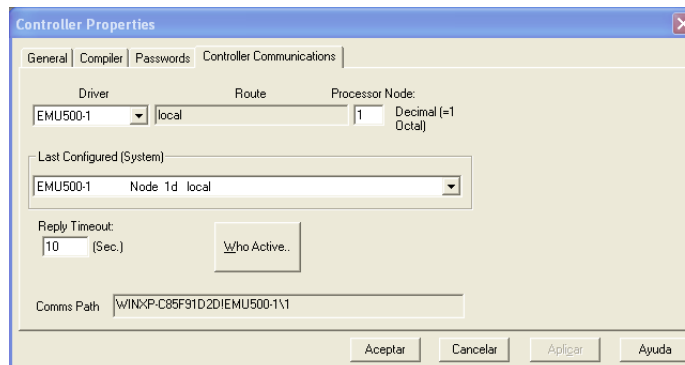 Controller Properties
General Compiler Passwords Controller Communications
Driver Route Processor Node:
EMU500-1 local 1 Decimal (=1
Octal)
Last Configured (System)
EMU500-1 Node 1d local
Reply Timeout:
10 (Sec.) Who Active..
Comms Path WINXP-C85F91D2D!EMU500-1\1
Aceptar Cancelar Aplicar Ayuda